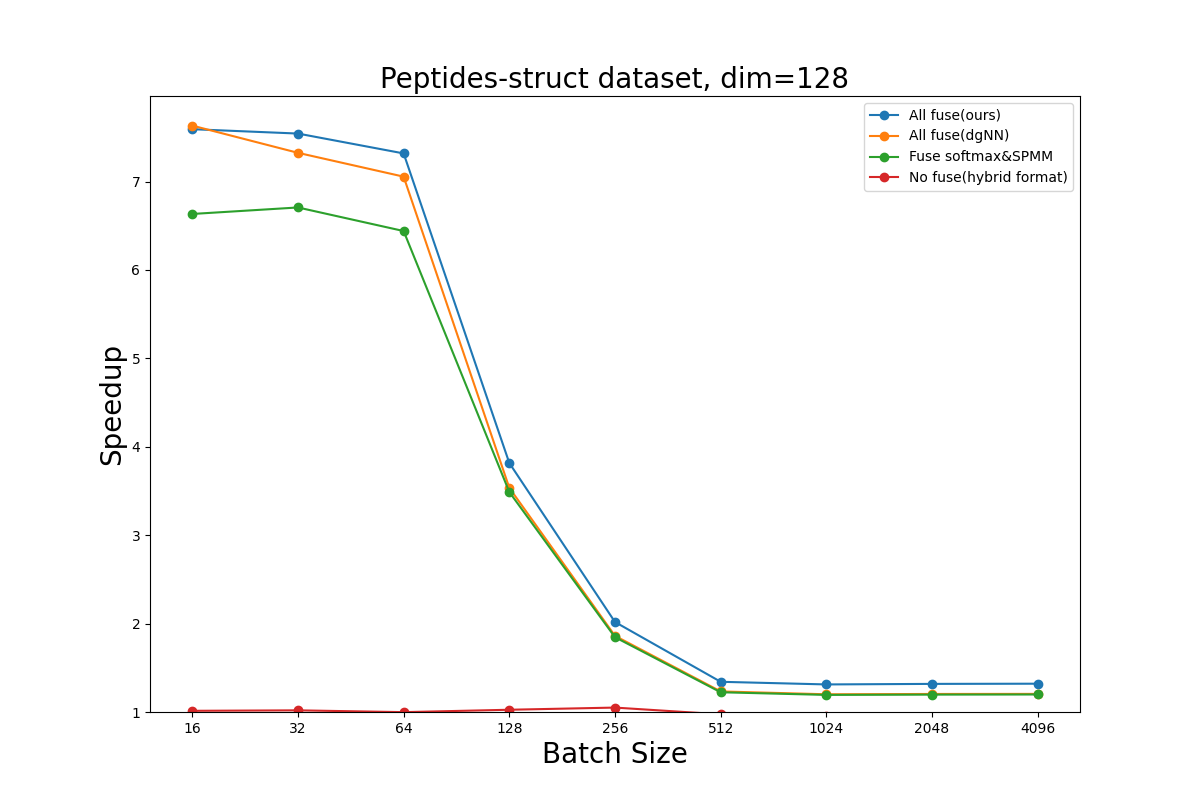 Peptides-struct dataset, dim=128
All fuse(ours)
All fuse(dgNN)
Fuse softmax&SPMM
No fuse(hybrid format)
Speedup
7
6
5
4
3
2
1
16 32 64 128 256 512 1024 2048 4096
Batch Size